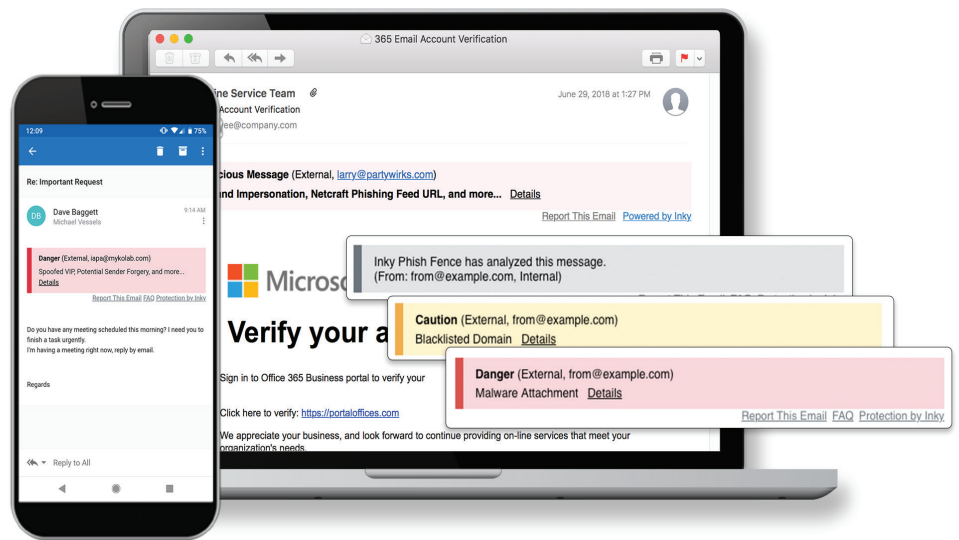 365 Email Account Verification
ine Service Team
June 29, 2018 at 1:27 PM
Account Verification
ee@company.com
cious Message (External, larry@partywirks.com)
nd Impersonation, Netcraft Phishing Feed URL, and more... Details
Report This Email Powered by Inky
Microso
Verify your a
Sign in to Office 365 Business portal to verify your
Click here to verify: https://portaloffices.com
We appreciate your business, and look forward to continue providing on-line services that meet your
organization's needs.
12:09
75%
Re: Important Request
DB
Dave Baggett
9:14 AM
Michael Vessels
Danger (External, iapa@mykolab.com)
Spoofed VIP, Potential Sender Forgery, and more...
Details
Report This Email FAQ Protection by Inky
Do you have any meeting scheduled this morning? I need you to
finish a task urgently.
I'm having a meeting right now, reply by email.
Regards
Reply to All
Inky Phish Fence has analyzed this message.
(From: from@example.com, Internal)
Caution (External, from@example.com)
Blacklisted Domain Details
Danger (External, from@example.com)
Malware Attachment Details
Report This Email FAQ Protection by Inky